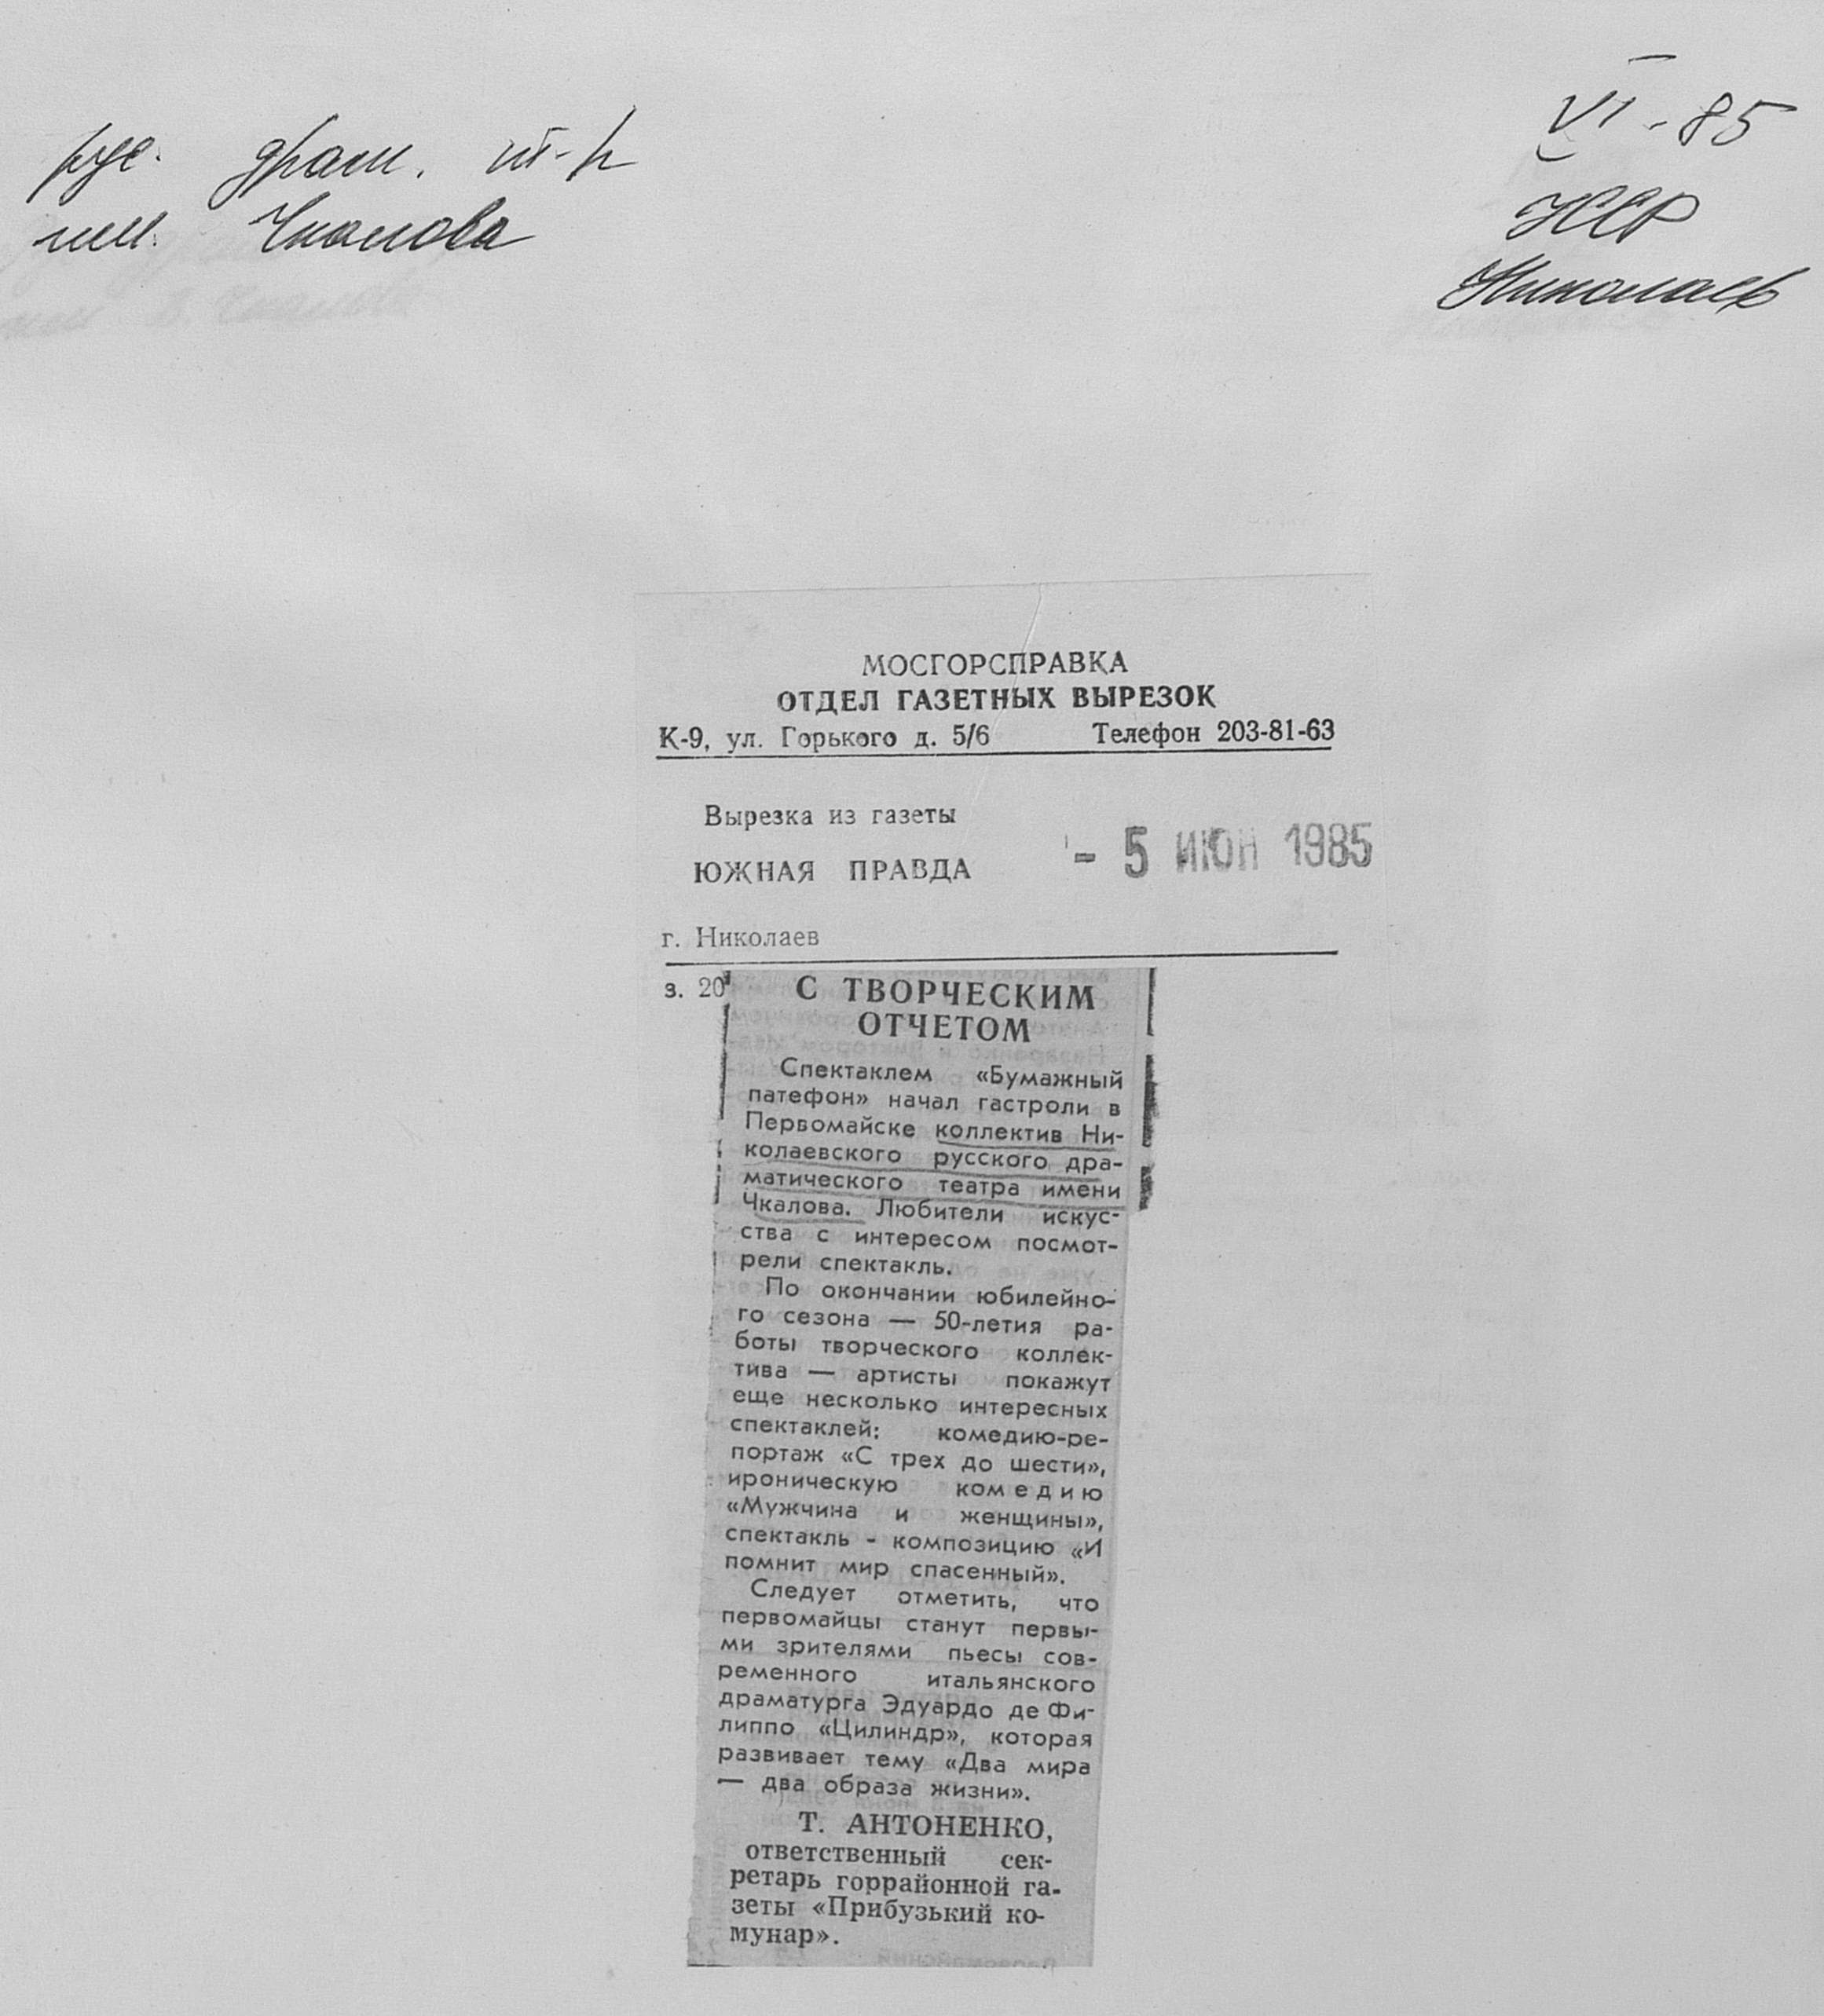 рус. драм. т-р
им. Чкалова
VI-85
УССР
Николаев
МОСГОРСПРАВКА
ОТДЕЛ ГАЗЕТНЫХ ВЫРЕЗОК
К-9, ул. Горького д. 5/6 Телефон 203-81-63
Вырезка из газеты
ЮЖНАЯ ПРАВДА
- 5 ИЮН 1985
г. Николаев
з. 20
С ТВОРЧЕСКИМ
ОТЧЕТОМ
Спектаклем «Бумажный
патефон» начал гастроли в
Первомайске коллектив Ни-
колаевского русского дра-
матического театра имени
Чкалова. Любители искус-
ства с интересом посмот-
рели спектакль.
По окончании юбилейно-
го сезона — 50-летия ра-
боты творческого коллек-
тива — артисты покажут
еще несколько интересных
спектаклей: комедию-ре-
портаж «С трех до шести»,
ироническую комедию
«Мужчина и женщины»,
спектакль - композицию «И
помнит мир спасенный».
Следует отметить, что
первомайцы станут первы-
ми зрителями пьесы сов-
ременного итальянского
драматурга Эдуардо де Фи-
липпо «Цилиндр», которая
развивает тему «Два мира
— два образа жизни».
Т. АНТОНЕНКО,
ответственный сек-
ретарь горрайонной га-
зеты «Прибузький ко-
мунар».